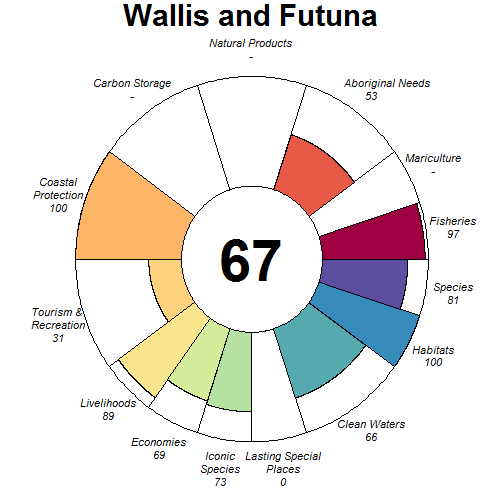 Wallis and Futuna
Natural Products
-
Carbon Storage
-
Aboriginal Needs
53
Mariculture
-
Coastal
Protection
100
Fisheries
97
67
Species
81
Tourism &
Recreation
31
Habitats
100
Livelihoods
89
Clean Waters
66
Economies
69
Iconic
Species
73
Lasting Special
Places
0